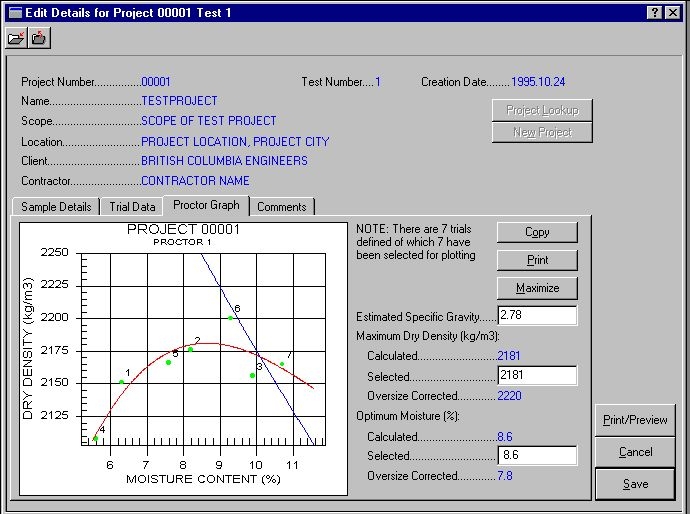 Edit Details for Project 00001 Test 1
Project Number...............00001 Test Number....1 Creation Date........1995.10.24
Name........................TESTPROJECT
Scope........................SCOPE OF TEST PROJECT
Location.....................PROJECT LOCATION, PROJECT CITY
Client.........................BRITISH COLUMBIA ENGINEERS
Contractor..................CONTRACTOR NAME
Project Lookup
New Project
Sample Details Trial Data Proctor Graph Comments
PROJECT 00001
PROCTOR 1
DRY DENSITY (kg/m3)
2250
2225
2200
2175
2150
2125
6
2
5
7
3
1
4
6 7 8 9 10 11
MOISTURE CONTENT (%)
NOTE: There are 7 trials
defined of which 7 have
been selected for plotting
Copy
Print
Maximize
Estimated Specific Gravity.....2.78
Maximum Dry Density (kg/m3):
Calculated........................2181
Selected..........................2181
Oversize Corrected............2220
Optimum Moisture (%):
Calculated........................8.6
Selected..........................8.6
Oversize Corrected............7.8
Print/Preview
Cancel
Save